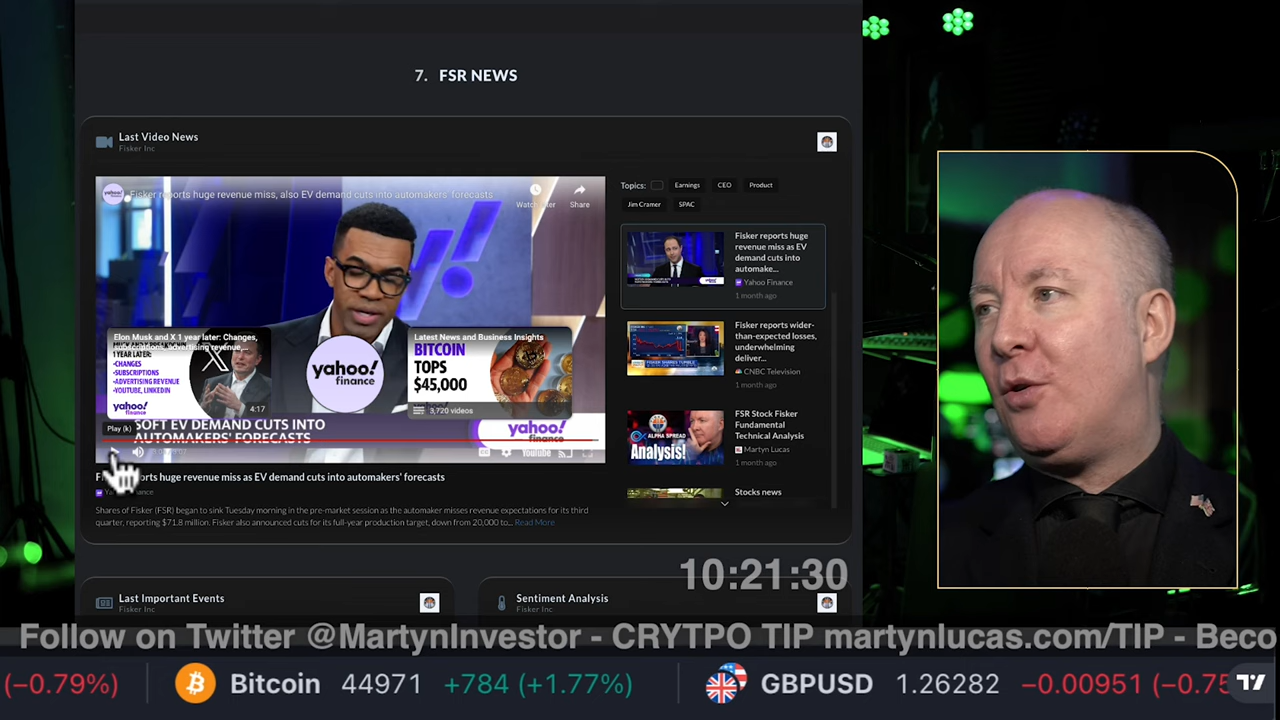 7. FSR NEWS
Last Video News
Fisker Inc
Fisker reports huge revenue miss, also EV demand cuts into automakers' forecasts
Share
Elon Musk and X 1 year later: Changes,
1 YEAR LATER:
•CHANGES
•SUBSCRIPTIONS
•ADVERTISING REVENUE
•YOUTUBE, LINKEDIN
yahoo!
finance
4:17
yahoo!
finance
Latest News and Business Insights
BITCOIN
TOPS
$45,000
yahoo!
finance
3,720 videos
Play (k)
SOFT EV DEMAND CUTS INTO
AUTOMAKERS' FORECASTS
yahoo!
finance
YouTube
reports huge revenue miss as EV demand cuts into automakers' forecasts
Shares of Fisker (FSR) began to sink Tuesday morning in the pre-market session as the automaker misses revenue expectations for its third
quarter, reporting $71.8 million. Fisker also announced cuts for its full-year production target, down from 20,000 to... Read More
Topics: Earnings CEO Product
Jim Cramer SPAC
Fisker reports huge
revenue miss as EV
demand cuts into
automake...
Yahoo Finance
1 month ago
Fisker reports wider-
than-expected losses,
underwhelming
deliver...
CNBC Television
1 month ago
ALPHA SPREAD
Analysis!
FSR Stock Fisker
Fundamental
Technical Analysis
Martyn Lucas
1 month ago
Stocks news
10:21:30
Last Important Events
Fisker Inc
Sentiment Analysis
Fisker Inc
Follow on Twitter @MartynInvestor - CRYTPO TIP martynlucas.com/TIP - Beco
(−0.79%) Bitcoin 44971 +784 (+1.77%) GBPUSD 1.26282 −0.00951 (−0.75